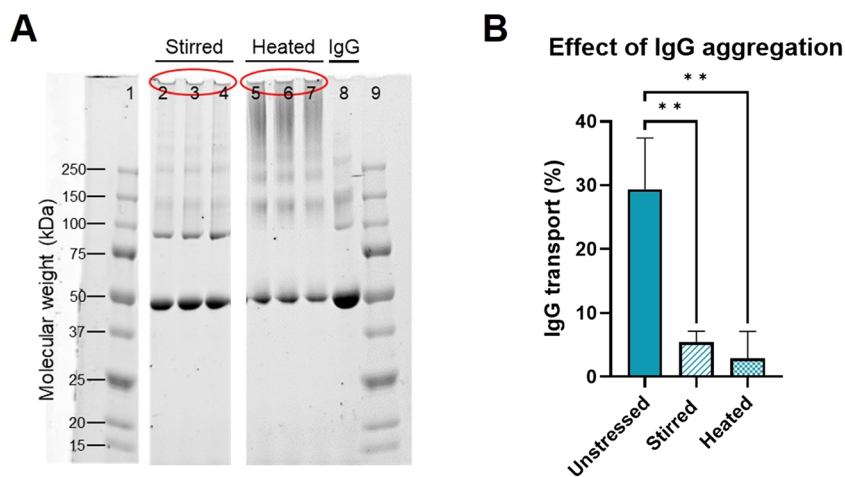 A
Stirred Heated IgG
1 2 3 4 5 6 7 8 9
250
150
100
75
50
37
25
20
15
Molecular weight (kDa)
B
Effect of IgG aggregation
* *
* *
40
30
20
10
0
IgG transport (%)
Unstressed
Stirred
Heated